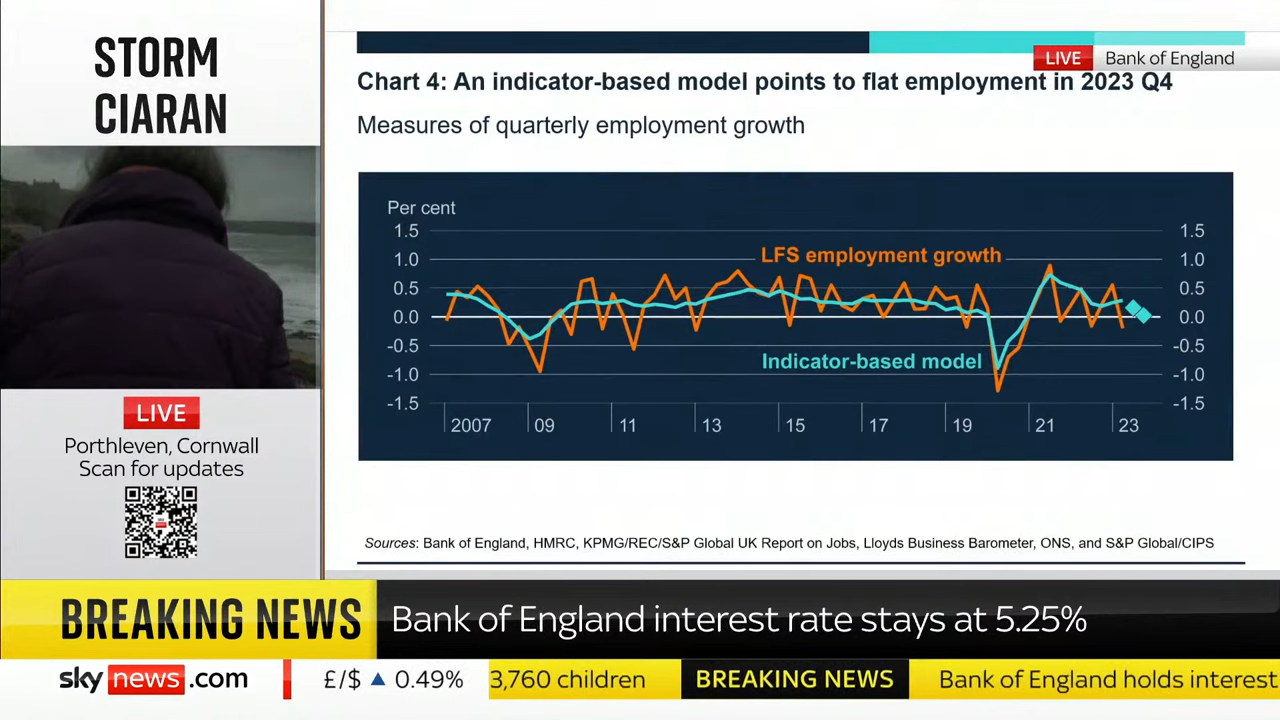 STORM
CIARAN
LIVE
Porthleven, Cornwall
Scan for updates
LIVE
Bank of England
Chart 4: An indicator-based model points to flat employment in 2023 Q4
Measures of quarterly employment growth
Per cent
1.5
1.0
0.5
0.0
-0.5
-1.0
-1.5
LFS employment growth
Indicator-based model
1.5
1.0
0.5
0.0
-0.5
-1.0
-1.5
2007 09 11 13 15 17 19 21 23
Sources: Bank of England, HMRC, KPMG/REC/S&P Global UK Report on Jobs, Lloyds Business Barometer, ONS, and S&P Global/CIPS
BREAKING NEWS
Bank of England interest rate stays at 5.25%
sky news .com £/$ ▲ 0.49% 3,760 children BREAKING NEWS Bank of England holds interest